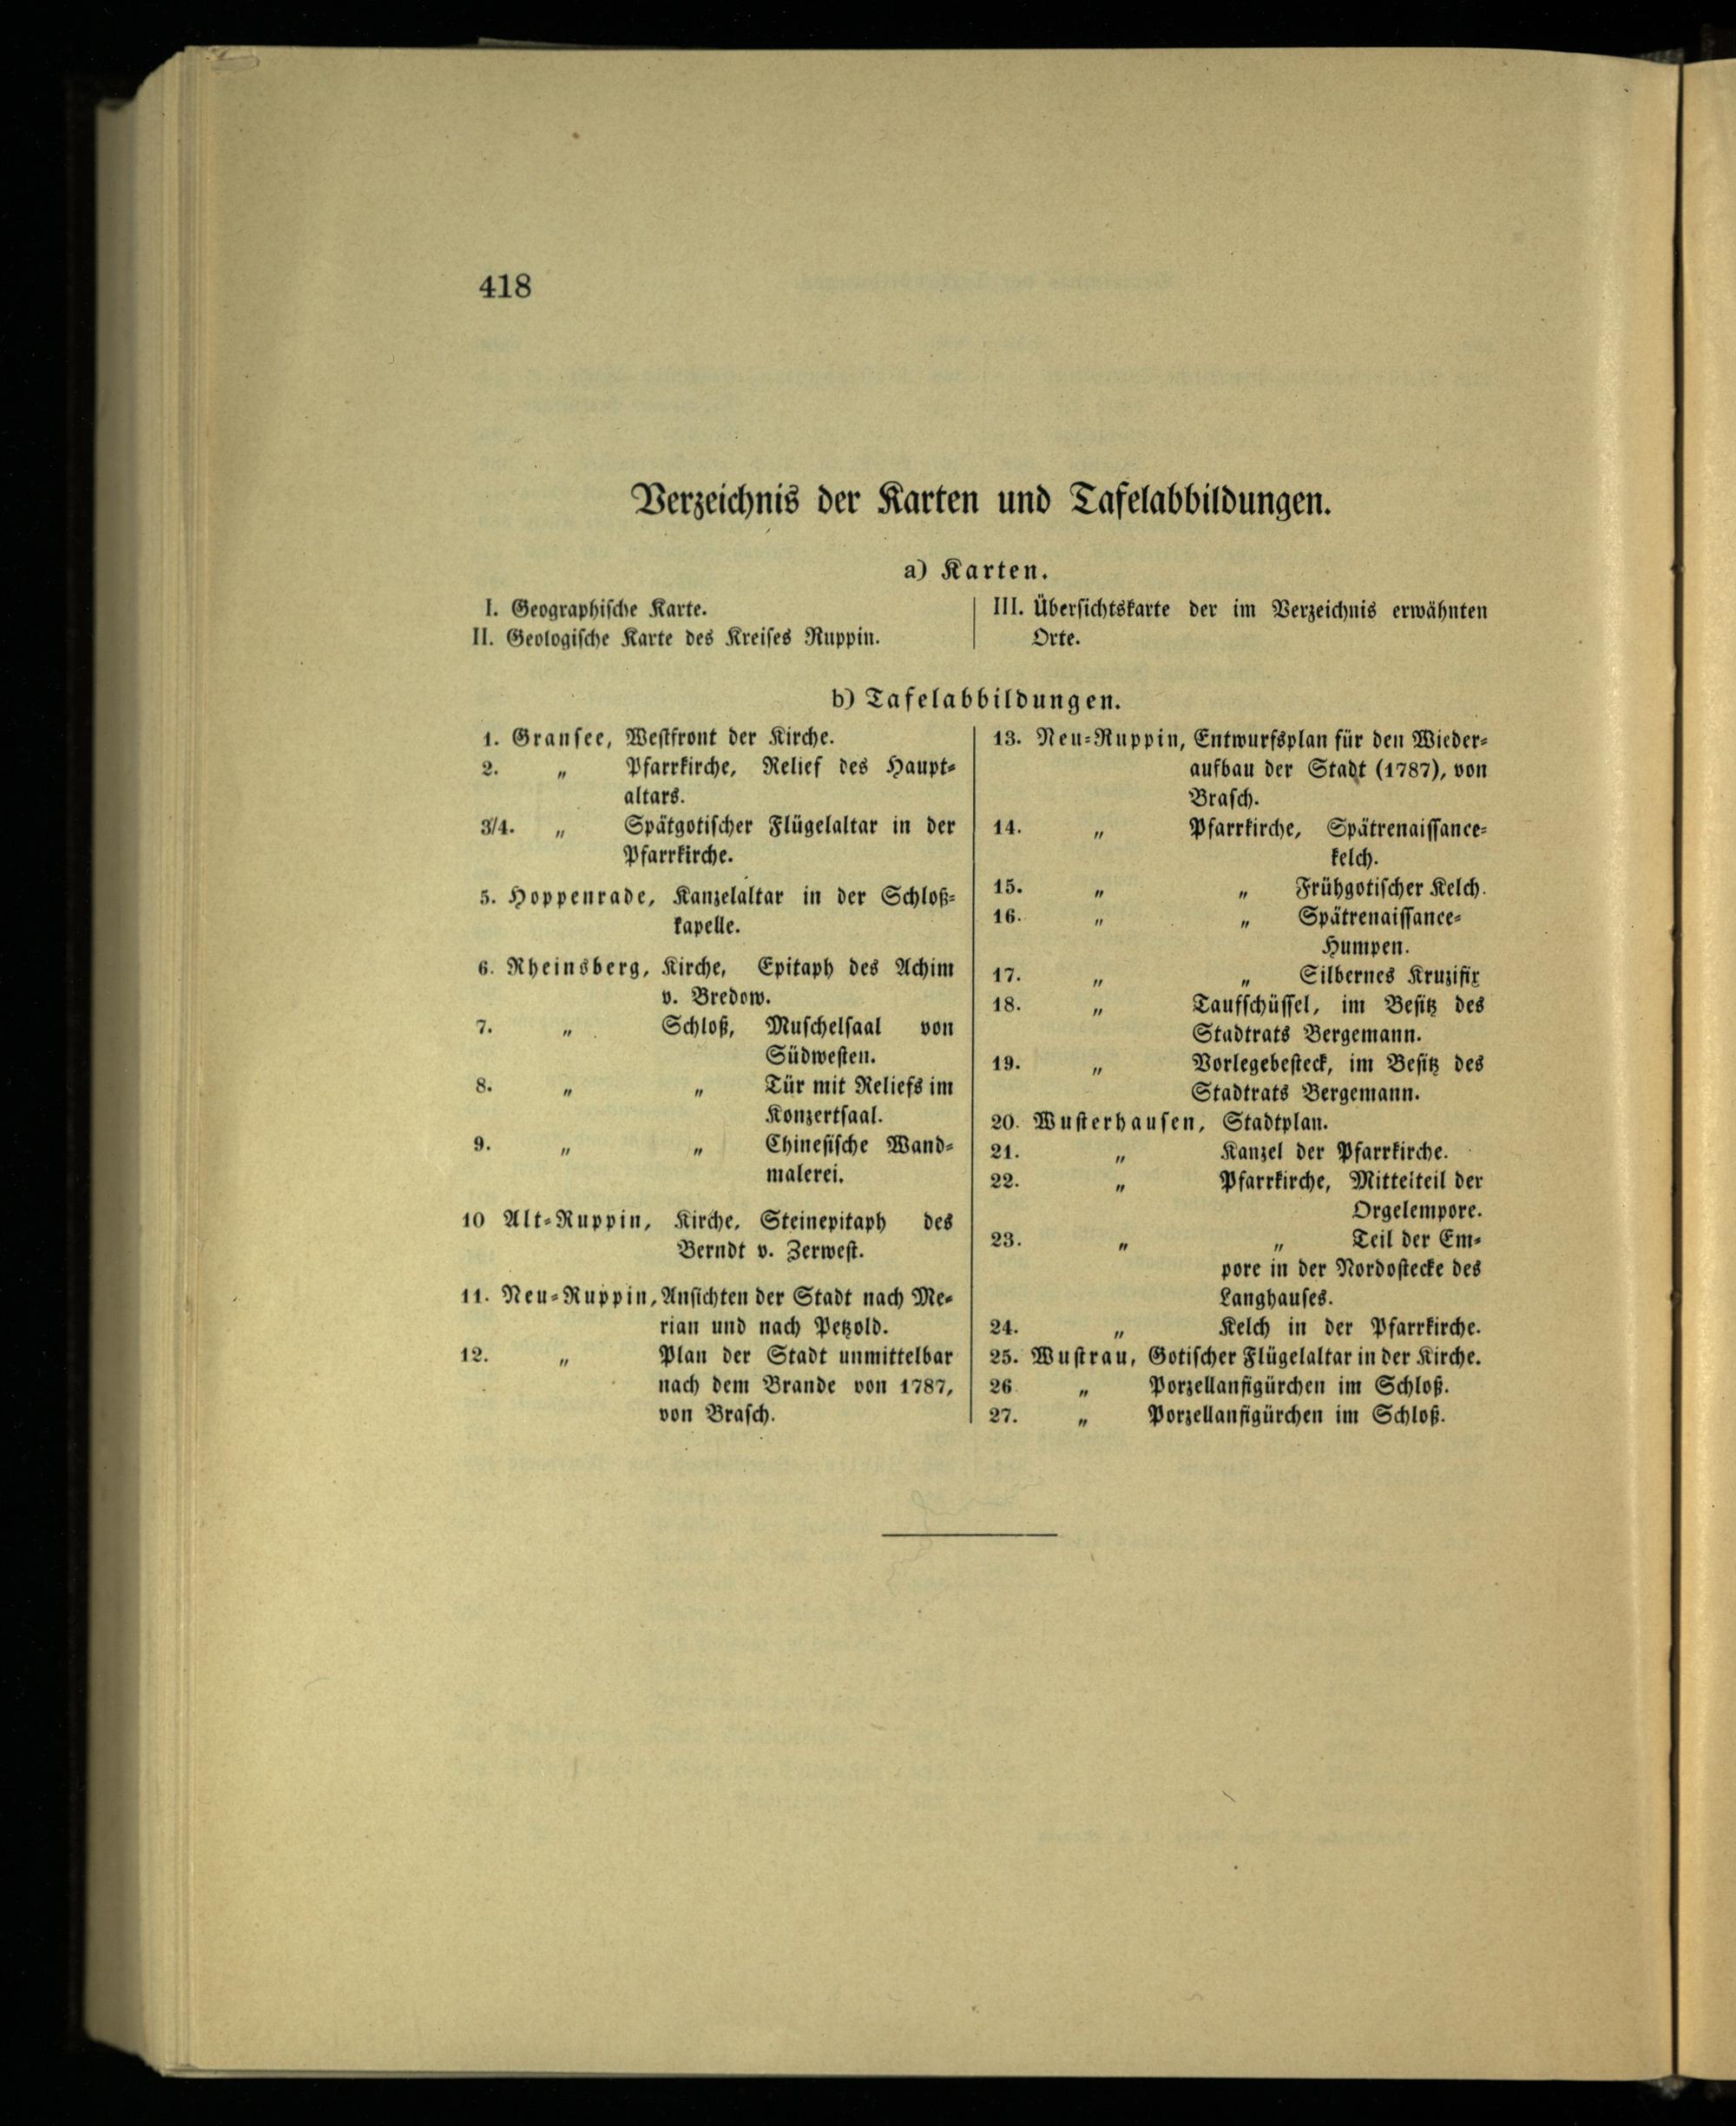 418
Verzeichnis der Karten und Tafelabbildungen.
a) Karten.
I. Geographische Karte.
II. Geologische Karte des Kreises Ruppin.
III. Übersichtskarte der im Verzeichnis erwähnten
Orte.
b) Tafelabbildungen.
1. Gransee, Westfront der Kirche.
2. „ Pfarrkirche, Relief des Haupt-
altars.
3/4. „ Spätgotischer Flügelaltar in der
Pfarrkirche.
5. Hoppenrade, Kanzelaltar in der Schloß-
kapelle.
6. Rheinsberg, Kirche, Epitaph des Achim
v. Bredow.
7. „ Schloß, Muschelsaal von
Südwesten.
8. „ „ Tür mit Reliefs im
Konzertsaal.
9. „ „ Chinesische Wand-
malerei.
10 Alt-Ruppin, Kirche, Steinepitaph des
Berndt v. Zerwest.
11. Neu-Ruppin, Ansichten der Stadt nach Me-
rian und nach Petzold.
12. „ Plan der Stadt unmittelbar
nach dem Brande von 1787,
von Brasch.
13. Neu-Ruppin, Entwurfsplan für den Wieder-
aufbau der Stadt (1787), von
Brasch.
14. „ Pfarrkirche, Spätrenaissance-
kelch.
15. „ „ Frühgotischer Kelch.
16. „ „ Spätrenaissance-
Humpen.
17. „ „ Silbernes Kruzifix
18. „ Taufschüssel, im Besitz des
Stadtrats Bergemann.
19. „ Vorlegebesteck, im Besitz des
Stadtrats Bergemann.
20. Wusterhausen, Stadtplan.
21. „ Kanzel der Pfarrkirche.
22. „ Pfarrkirche, Mittelteil der
Orgelempore.
23. „ „ Teil der Em-
pore in der Nordostecke des
Langhauses.
24. „ Kelch in der Pfarrkirche.
25. Wustrau, Gotischer Flügelaltar in der Kirche.
26 „ Porzellanfigürchen im Schloß.
27. „ Porzellanfigürchen im Schloß.